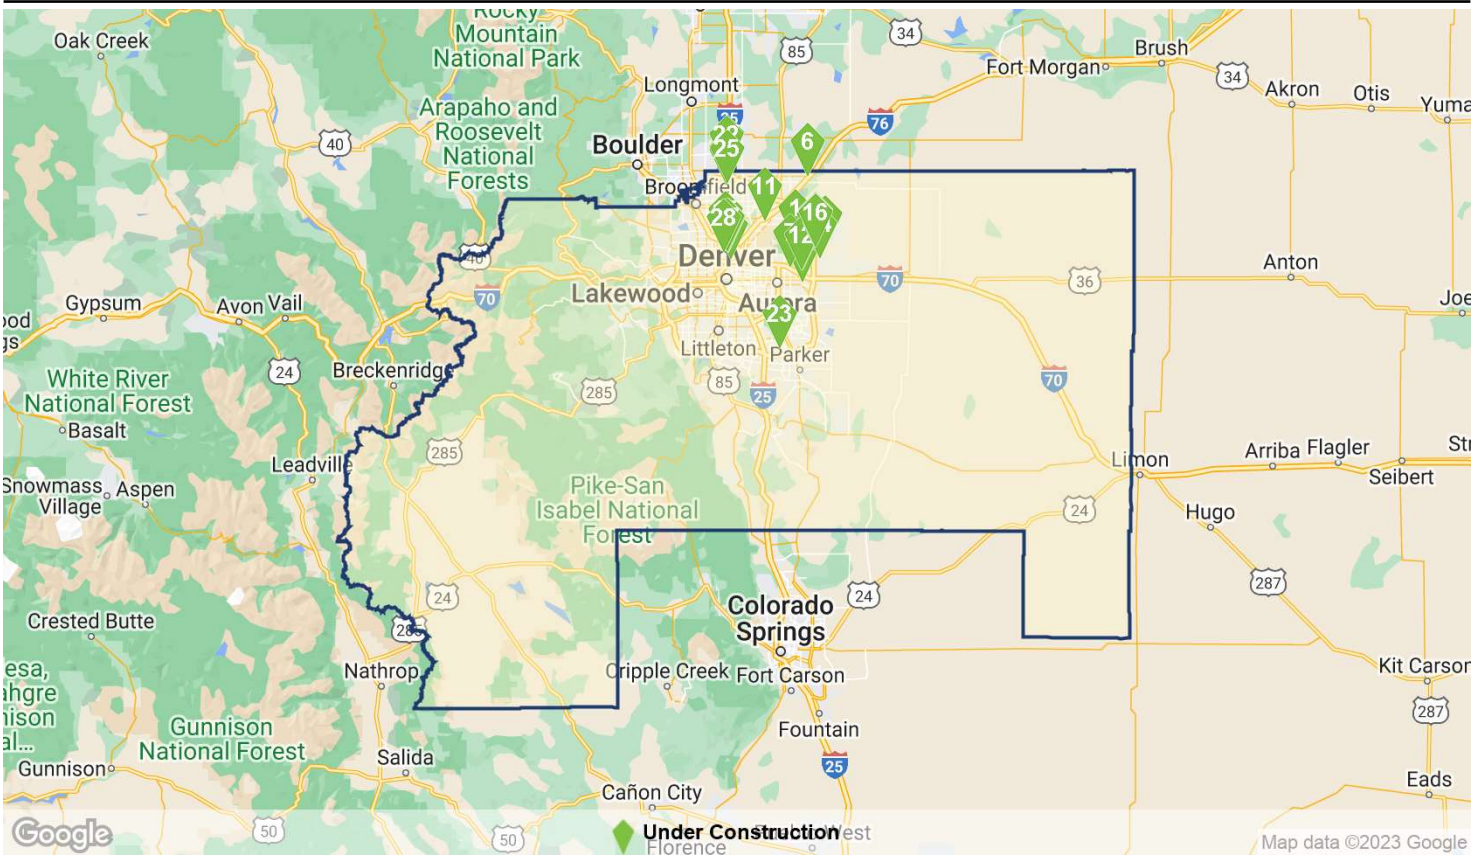 Rocky
Mountain
National Park
Oak Creek
85
34
Brush
Fort Morgan
34
Longmont
Akron
Otis
Yuma
Arapaho and
Roosevelt
National
Forests
25
76
40
Boulder
25
6
Broomfield
11
28
16
12
Denver
40
70
Lakewood
Aurora
70
36
Anton
Joe
Gypsum
Avon
Vail
23
Littleton
Parker
24
Breckenridge
White River
National Forest
285
85
25
70
Basalt
285
Leadville
Limon
Arriba
Flagler
Seibert
Snowmass
Village
Aspen
Pike-San
Isabel National
Forest
24
Hugo
24
Colorado
Springs
24
287
Crested Butte
285
Nathrop
Cripple Creek
Fort Carson
Kit Carson
Gunnison
National Forest
Fountain
287
Salida
25
Gunnison
Cañon City
Eads
Google
50
50
Under Construction
Florence
West
Map data ©2023 Google